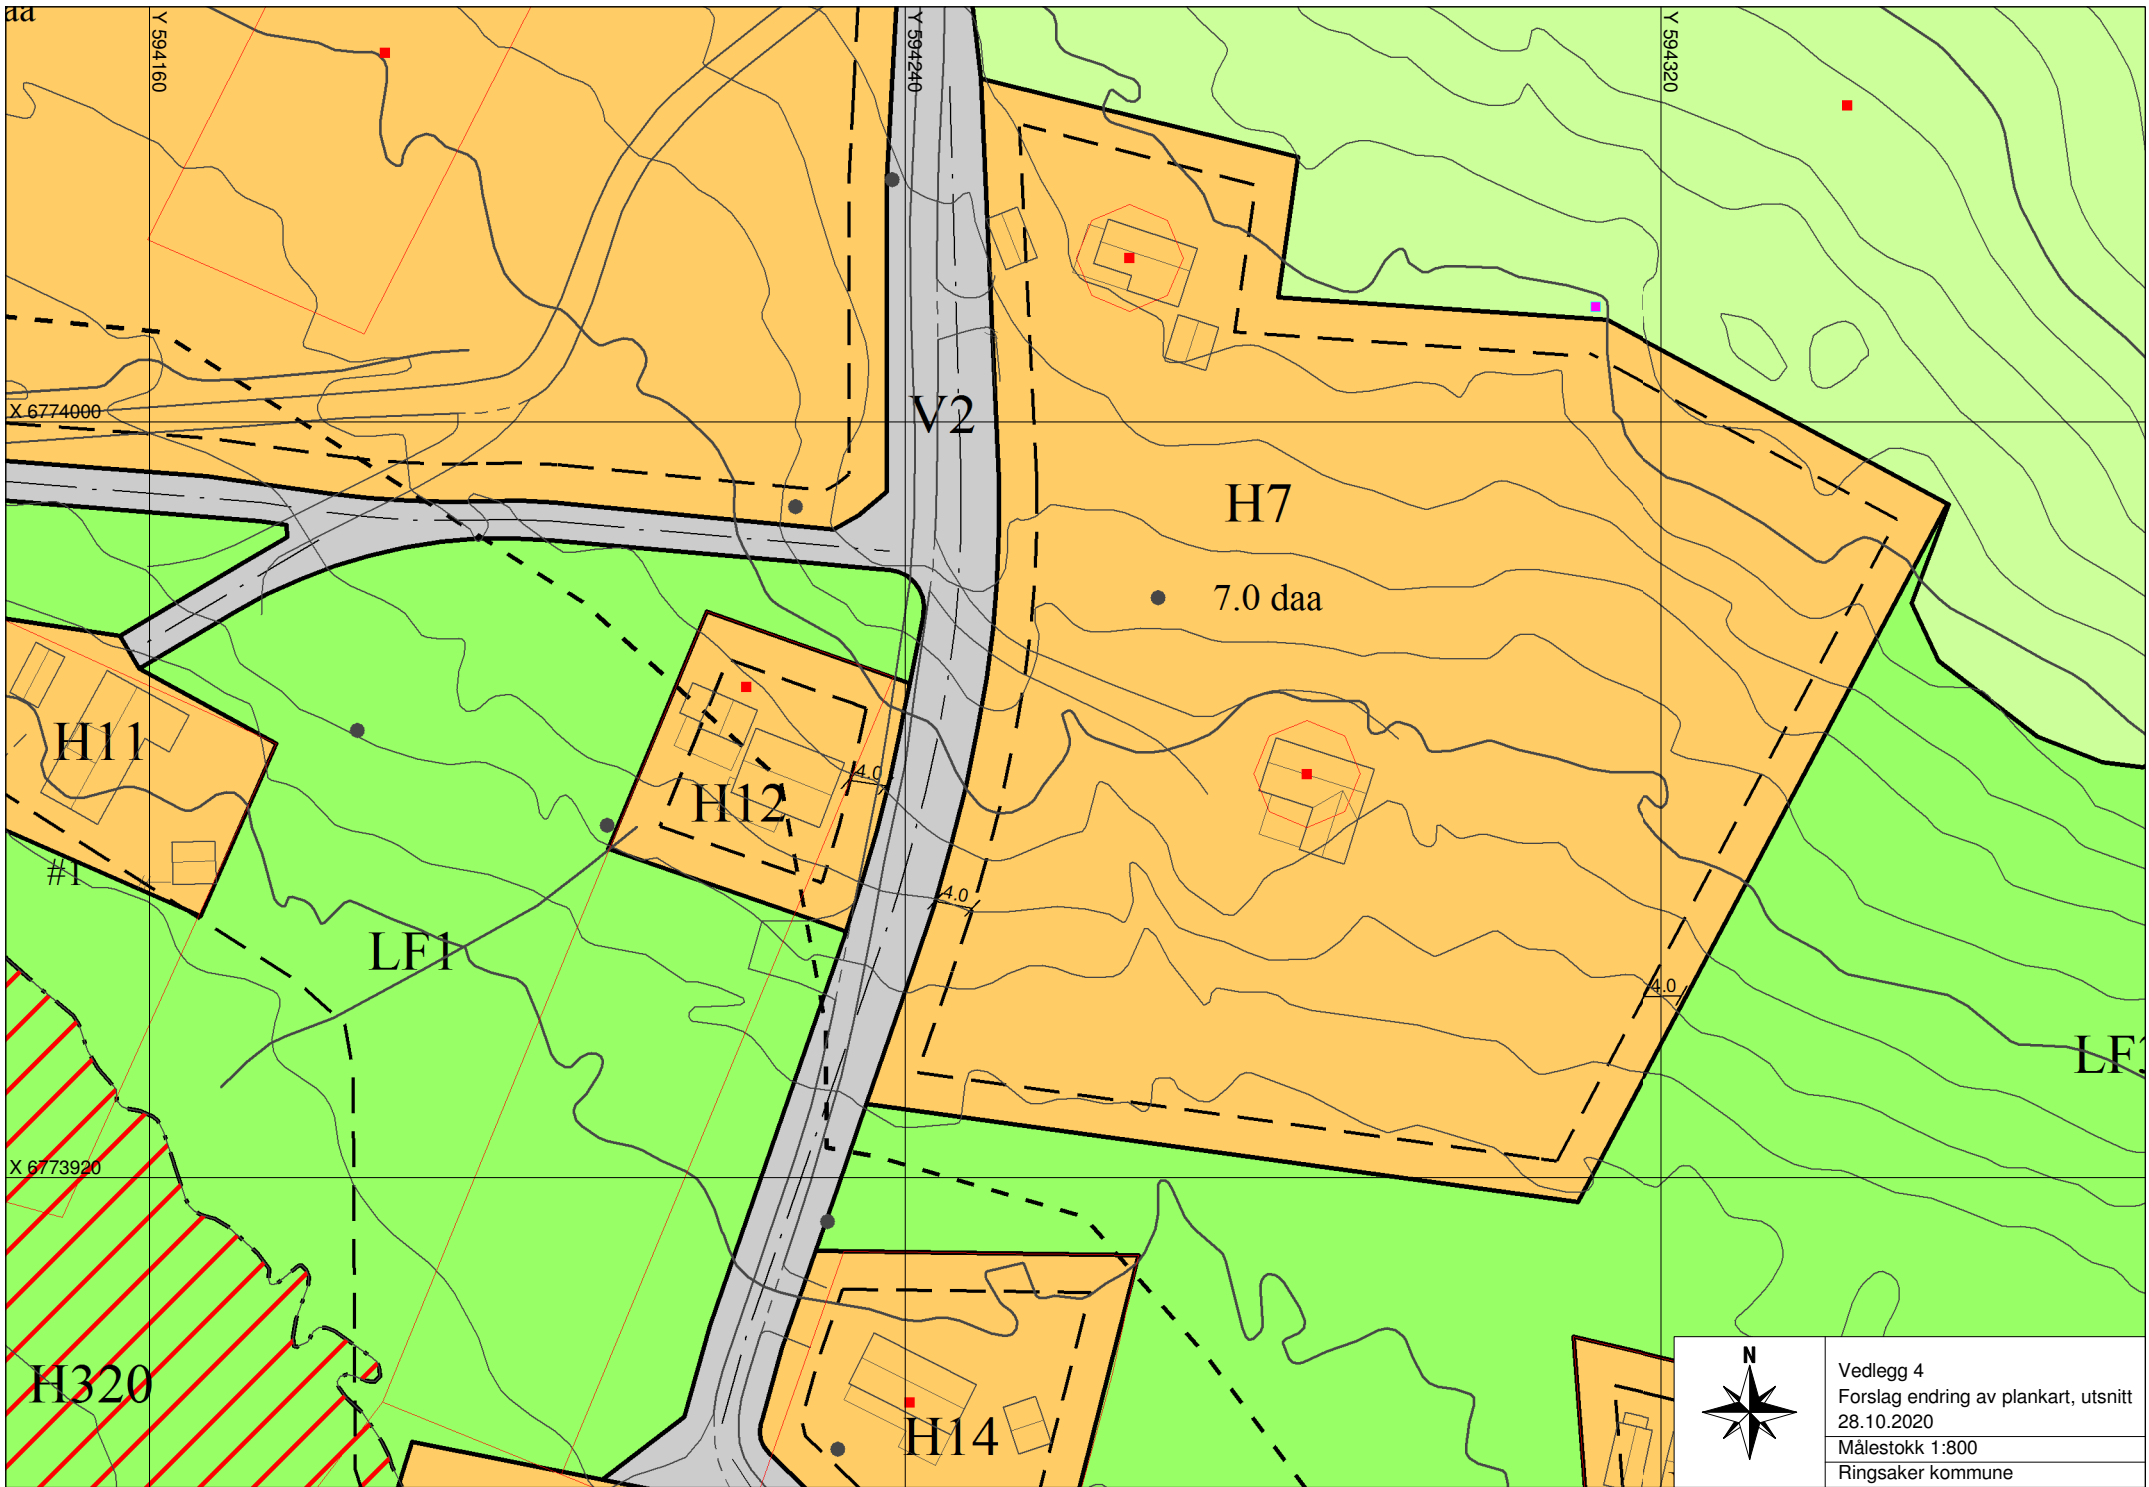 daa
Y 594160
Y 594240
Y 594320
X 6774000
V2
H7
7.0 daa
H11
H12
4.0
#1
4.0
LF1
4.0
X 6773920
H320
H14
N
Vedlegg 4
Forslag endring av plankart, utsnitt
28.10.2020
Målestokk 1:800
Ringsaker kommune